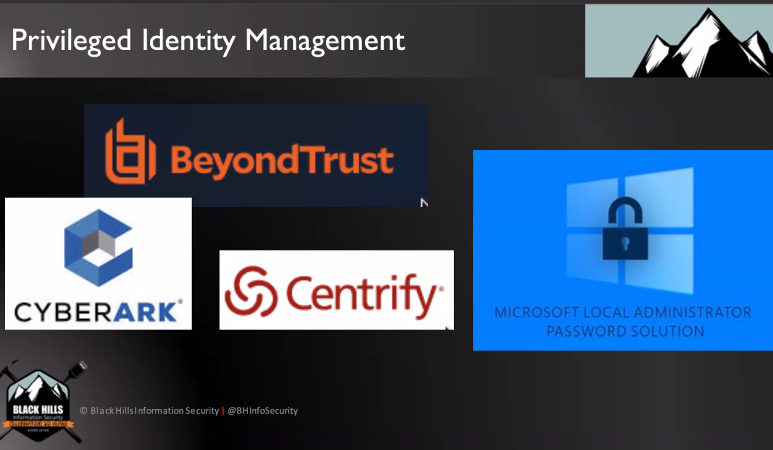 Privileged Identity Management
BeyondTrust
CYBERARK®
Centrify®
MICROSOFT LOCAL ADMINISTRATOR
PASSWORD SOLUTION
BLACK HILLS
Information Security
© Black Hills Information Security | @BHInfoSecurity